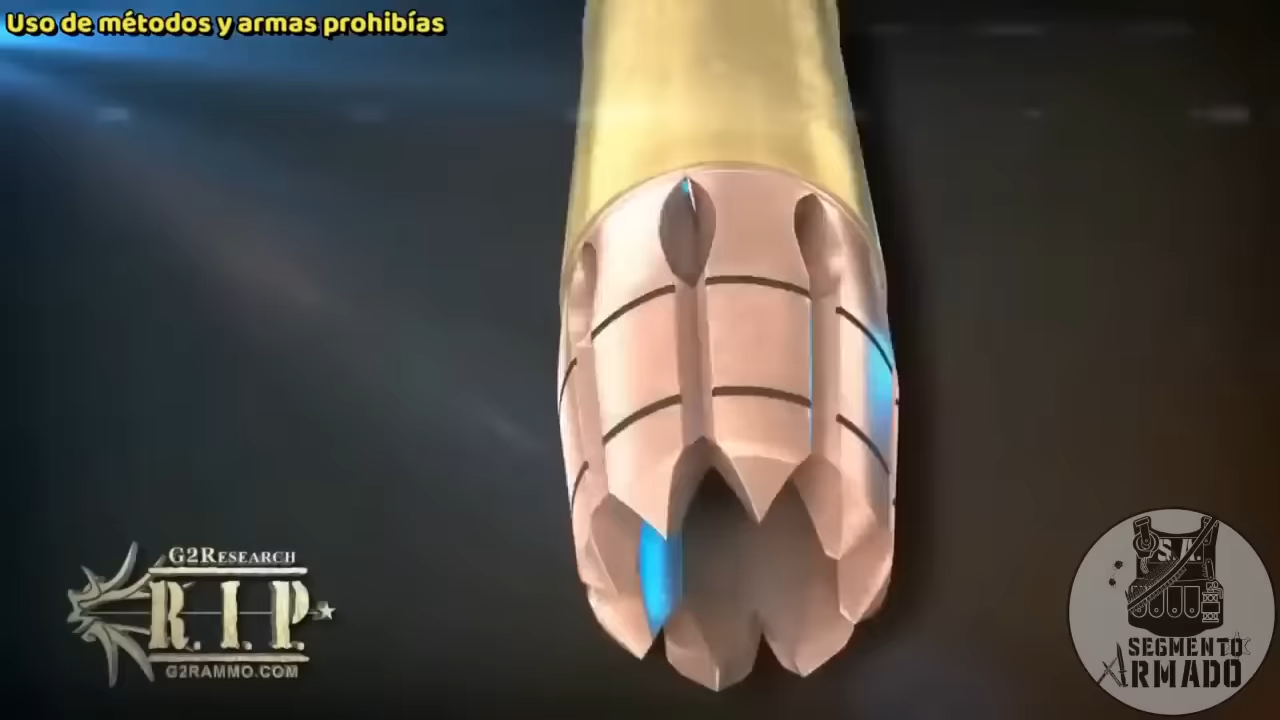 Uso de métodos y armas prohibías
G2RESEARCH
R.I.P.
G2RAMMO.COM
S.A.
SEGMENTO
ARMADO